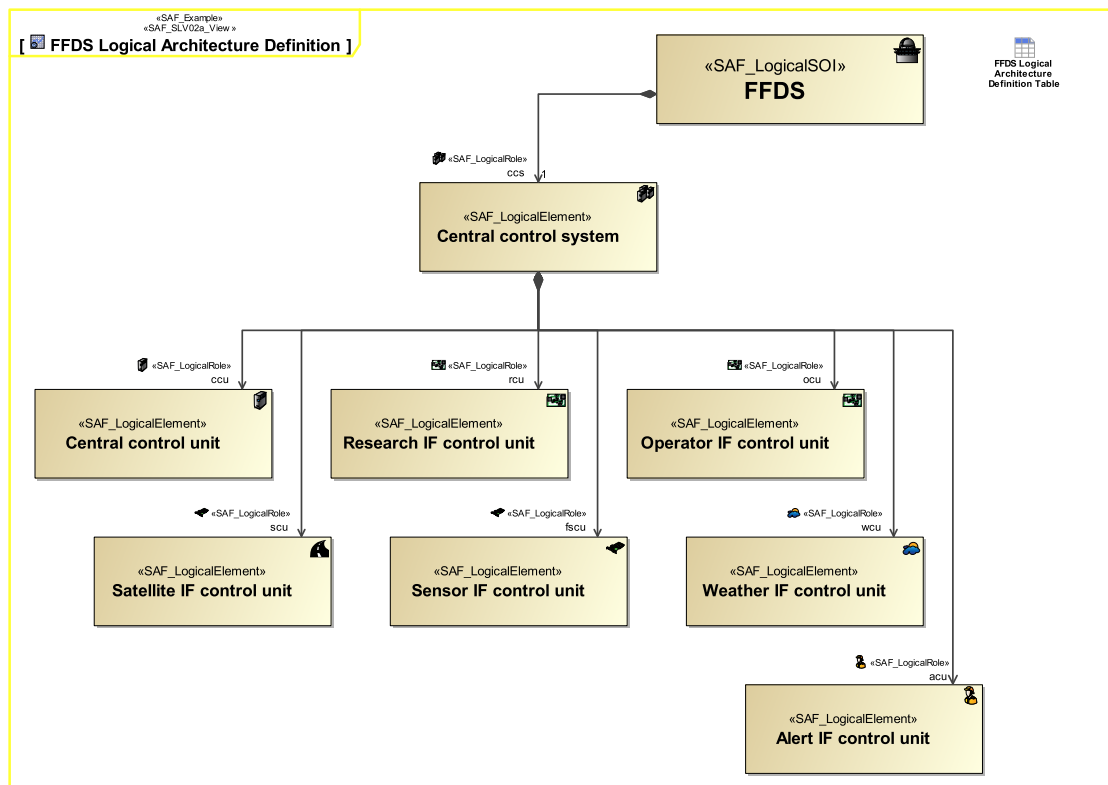 «SAF_Example»
«SAF_SLV02a_View »
[ FFDS Logical Architecture Definition ]
«SAF_LogicalSOI»
FFDS
FFDS Logical
Architecture
Definition Table
«SAF_LogicalRole»
ccs
1
«SAF_LogicalElement»
Central control system
«SAF_LogicalRole»
ccu
«SAF_LogicalRole»
rcu
«SAF_LogicalRole»
ocu
«SAF_LogicalElement»
Central control unit
«SAF_LogicalElement»
Research IF control unit
«SAF_LogicalElement»
Operator IF control unit
«SAF_LogicalRole»
scu
«SAF_LogicalRole»
fscu
«SAF_LogicalRole»
wcu
«SAF_LogicalElement»
Satellite IF control unit
«SAF_LogicalElement»
Sensor IF control unit
«SAF_LogicalElement»
Weather IF control unit
«SAF_LogicalRole»
acu
«SAF_LogicalElement»
Alert IF control unit